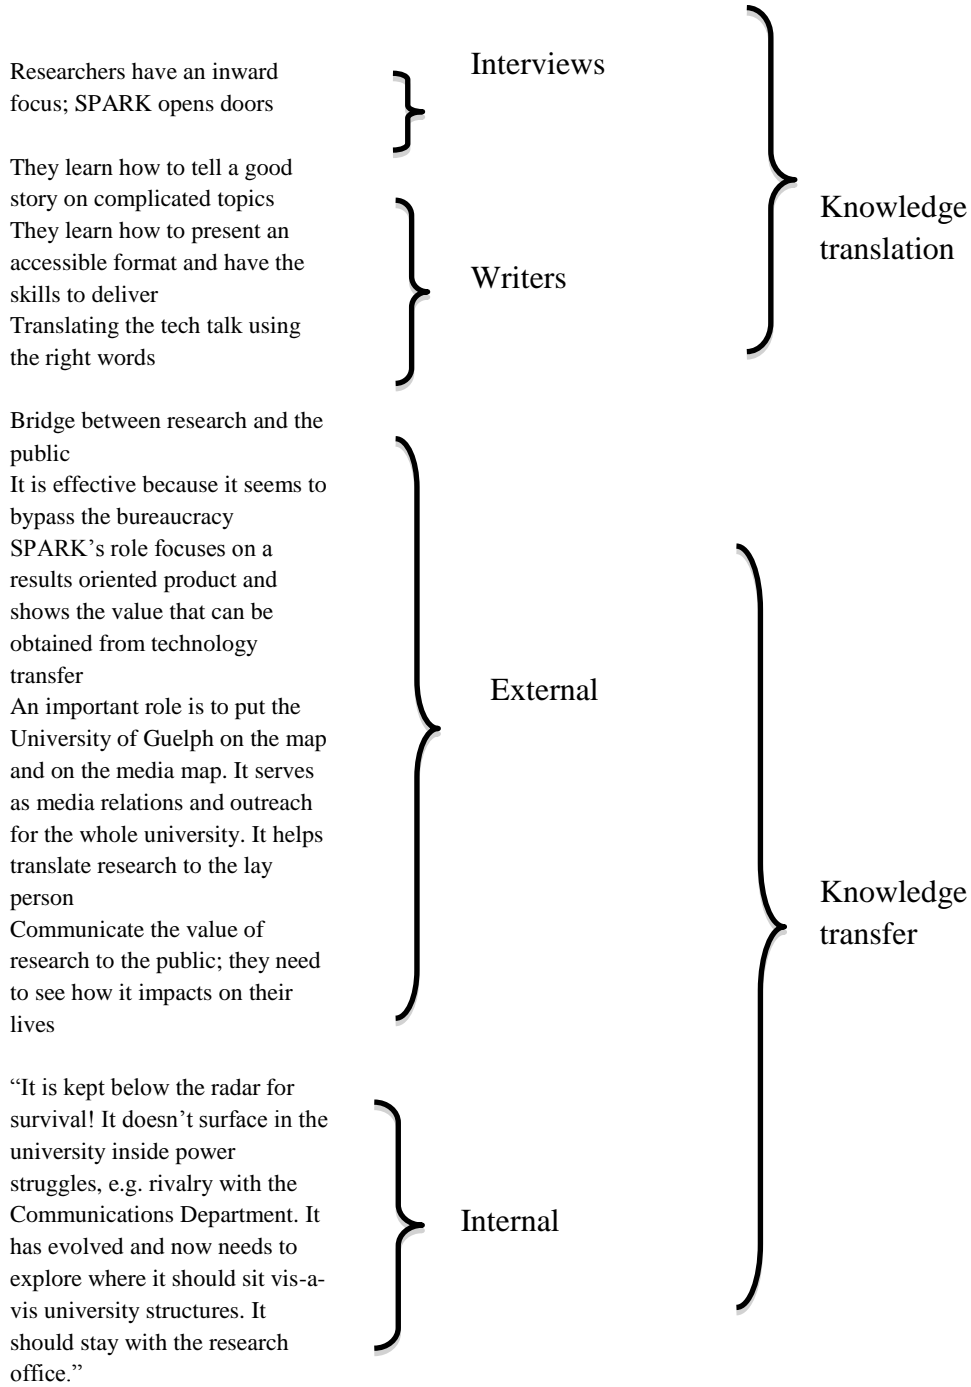 Researchers have an inward
focus; SPARK opens doors
Interviews
They learn how to tell a good
story on complicated topics
They learn how to present an
accessible format and have the
skills to deliver
Translating the tech talk using
the right words
Writers
Knowledge
translation
Bridge between research and the
public
It is effective because it seems to
bypass the bureaucracy
SPARK’s role focuses on a
results oriented product and
shows the value that can be
obtained from technology
transfer
An important role is to put the
University of Guelph on the map
and on the media map. It serves
as media relations and outreach
for the whole university. It helps
translate research to the lay
person
Communicate the value of
research to the public; they need
to see how it impacts on their
lives
External
“It is kept below the radar for
survival! It doesn’t surface in the
university inside power
struggles, e.g. rivalry with the
Communications Department. It
has evolved and now needs to
explore where it should sit vis-a-
vis university structures. It
should stay with the research
office.”
Internal
Knowledge
transfer